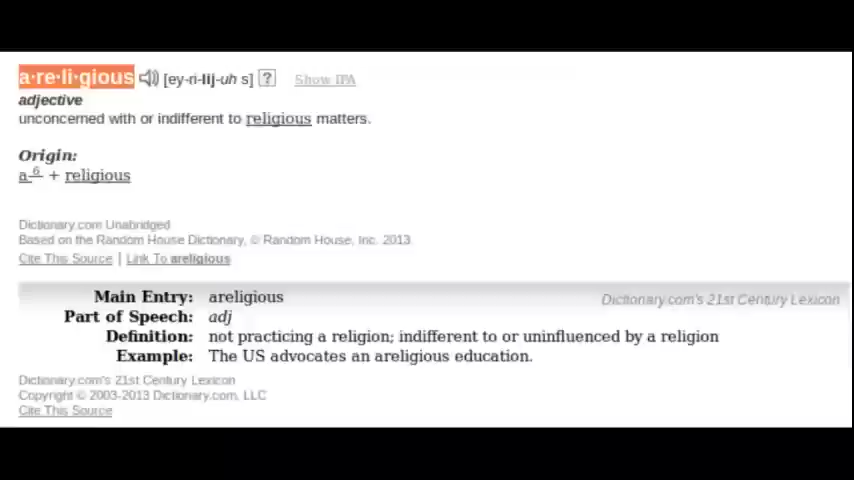 a·re·li·gious [ey-ri-lij-uh s] ? Show IPA
adjective
unconcerned with or indifferent to religious matters.
Origin:
a-6 + religious
Dictionary.com Unabridged
Based on the Random House Dictionary, © Random House, Inc. 2013.
Cite This Source | Link To areligious
Main Entry: areligious
Dictionary.com's 21st Century Lexicon
Part of Speech: adj
Definition: not practicing a religion; indifferent to or uninfluenced by a religion
Example: The US advocates an areligious education.
Dictionary.com's 21st Century Lexicon
Copyright © 2003-2013 Dictionary.com, LLC
Cite This Source